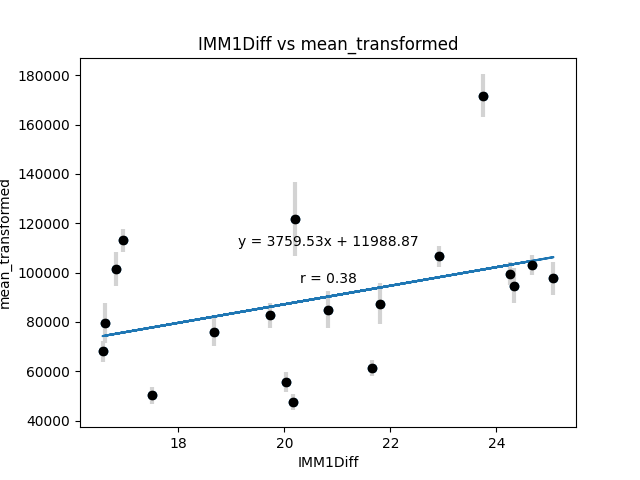 IMM1Diff vs mean_transformed
mean_transformed
180000
160000
140000
120000
100000
80000
60000
40000
y = 3759.53x + 11988.87
r = 0.38
18
20
22
24
IMM1Diff